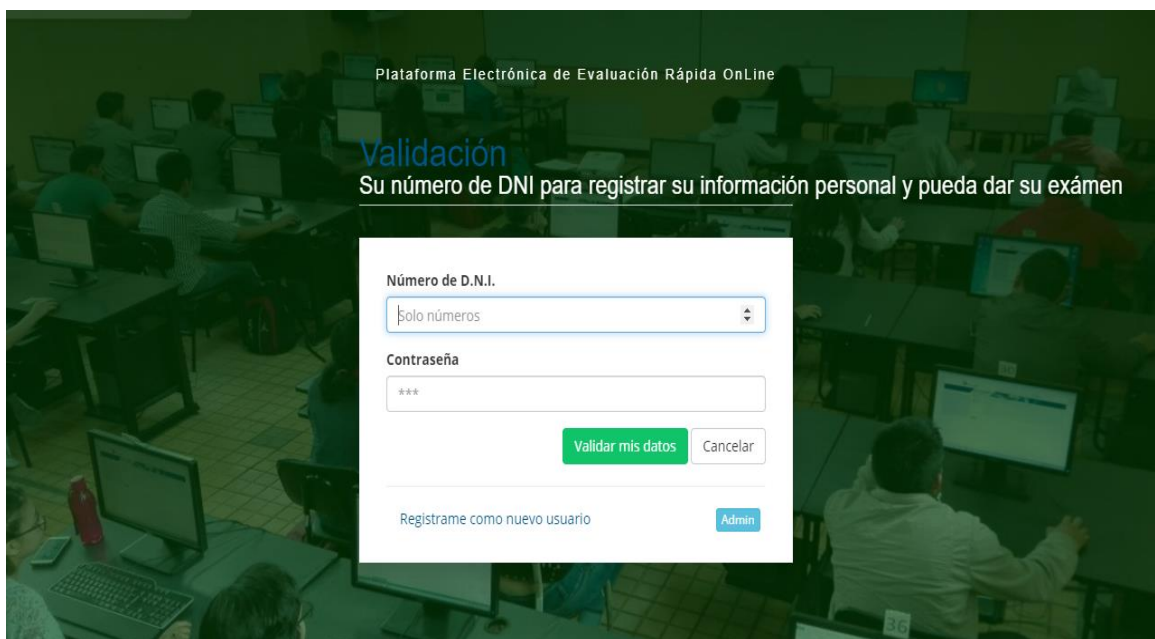 Plataforma Electrónica de Evaluación Rápida OnLine
Validación
Su número de DNI para registrar su información personal y pueda dar su exámen
Número de D.N.I.
Solo números
Contraseña
***
Validar mis datos
Cancelar
Registrame como nuevo usuario
Admin
36